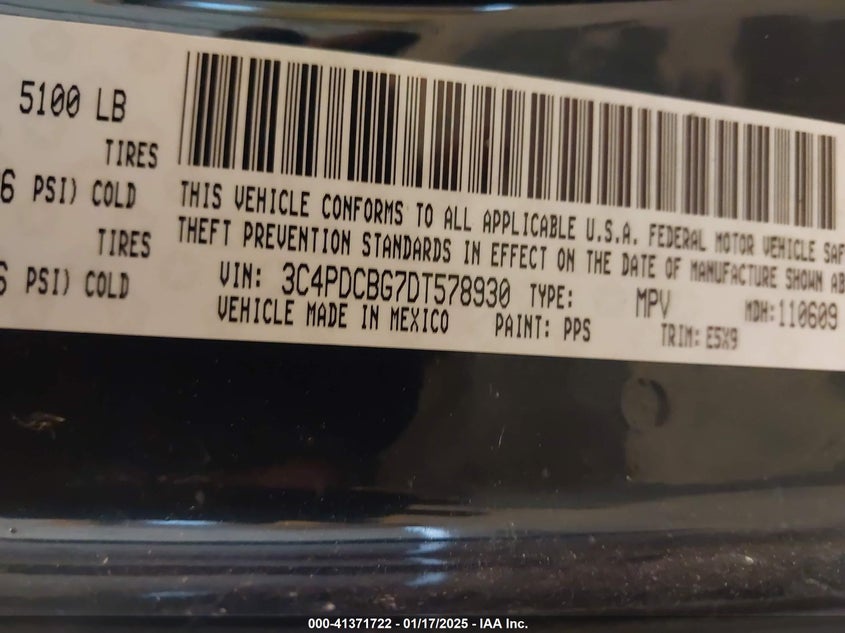 5100 LB
TIRES
6 PSI) COLD
TIRES
6 PSI) COLD
THIS VEHICLE CONFORMS TO ALL APPLICABLE U.S.A. FEDERAL MOTOR VEHICLE SAF
THEFT PREVENTION STANDARDS IN EFFECT ON THE DATE OF MANUFACTURE SHOWN AB
VIN: 3C4PDCBG7DT578930 TYPE: MPV MDH: 110609
VEHICLE MADE IN MEXICO PAINT: PPS TRIM: E5X9
000-41371722 - 01/17/2025 - IAA Inc.